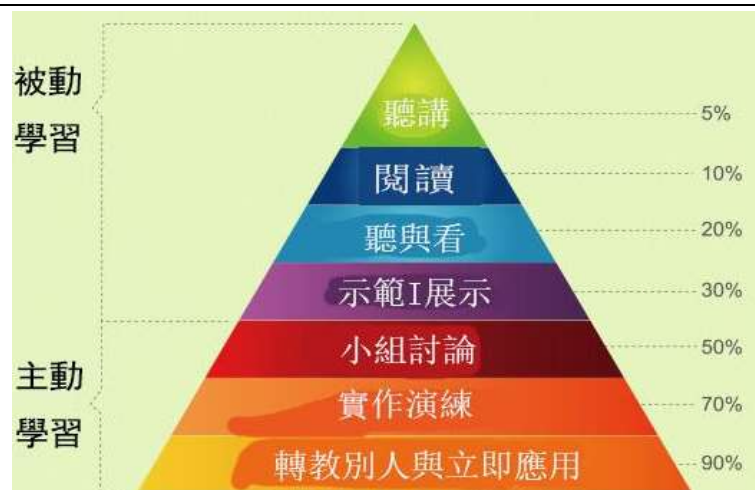 被動
學習
聽講
5%
閱讀
10%
聽與看
20%
示範I展示
30%
主動
學習
小組討論
50%
實作演練
70%
轉教別人與立即應用
90%